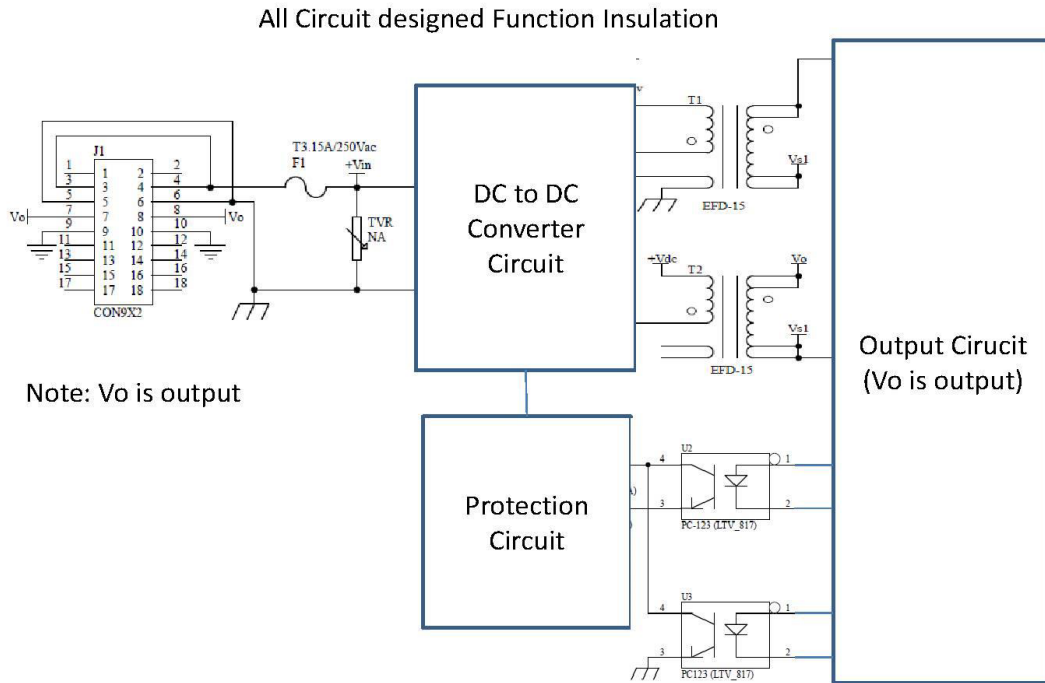 All Circuit designed Function Insulation
J1
1 1 2 2
3 3 4 4
5 5 6 6
Vo 7 7 8 8 Vo
9 9 10 10
11 11 12 12
13 13 14 14
15 15 16 16
17 17 18 18
CON9X2
T3.15A/250Vac
F1
+Vin
TVR
NA
DC to DC
Converter
Circuit
T1
Vs1
EFD-15
+Vdc
T2
Vo
Vs1
EFD-15
Output Cirucit
(Vo is output)
Note: Vo is output
Protection
Circuit
U2
4
1
3
2
PC-123 (LTV_817)
U3
4
1
3
2
PC123 (LTV_817)